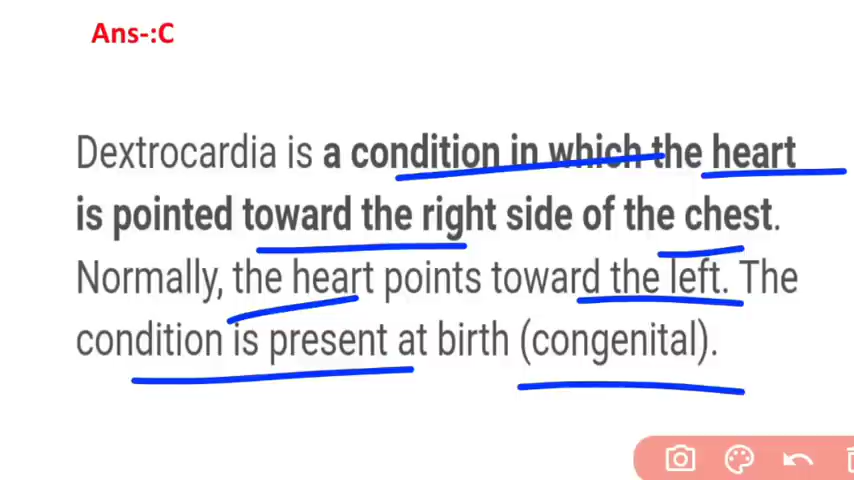 Ans-:C
Dextrocardia is a condition in which the heart
is pointed toward the right side of the chest.
Normally, the heart points toward the left. The
condition is present at birth (congenital).